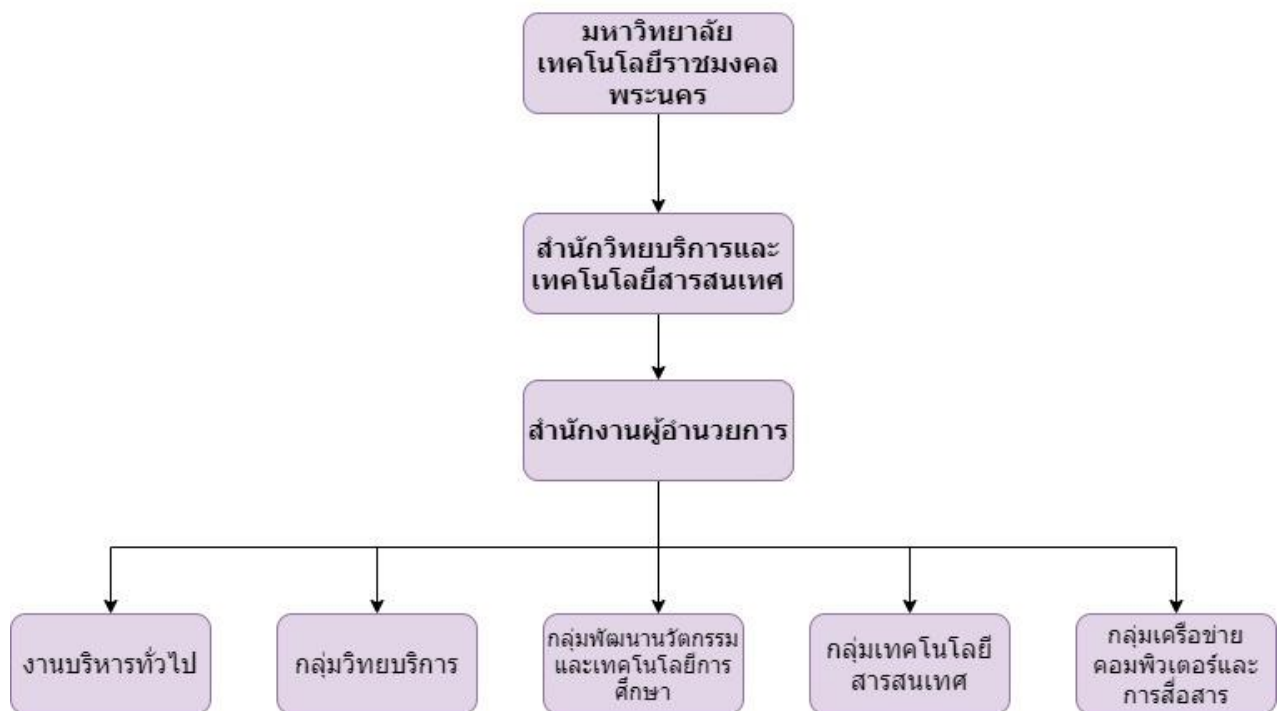 มหาวิทยาลัย
เทคโนโลยีราชมงคล
พระนคร
สำนักวิทยบริการและ
เทคโนโลยีสารสนเทศ
สำนักงานผู้อำนวยการ
งานบริหารทั่วไป
กลุ่มวิทยบริการ
กลุ่มพัฒนานวัตกรรม
และเทคโนโลยีการ
ศึกษา
กลุ่มเทคโนโลยี
สารสนเทศ
กลุ่มเครือข่าย
คอมพิวเตอร์และ
การสื่อสาร